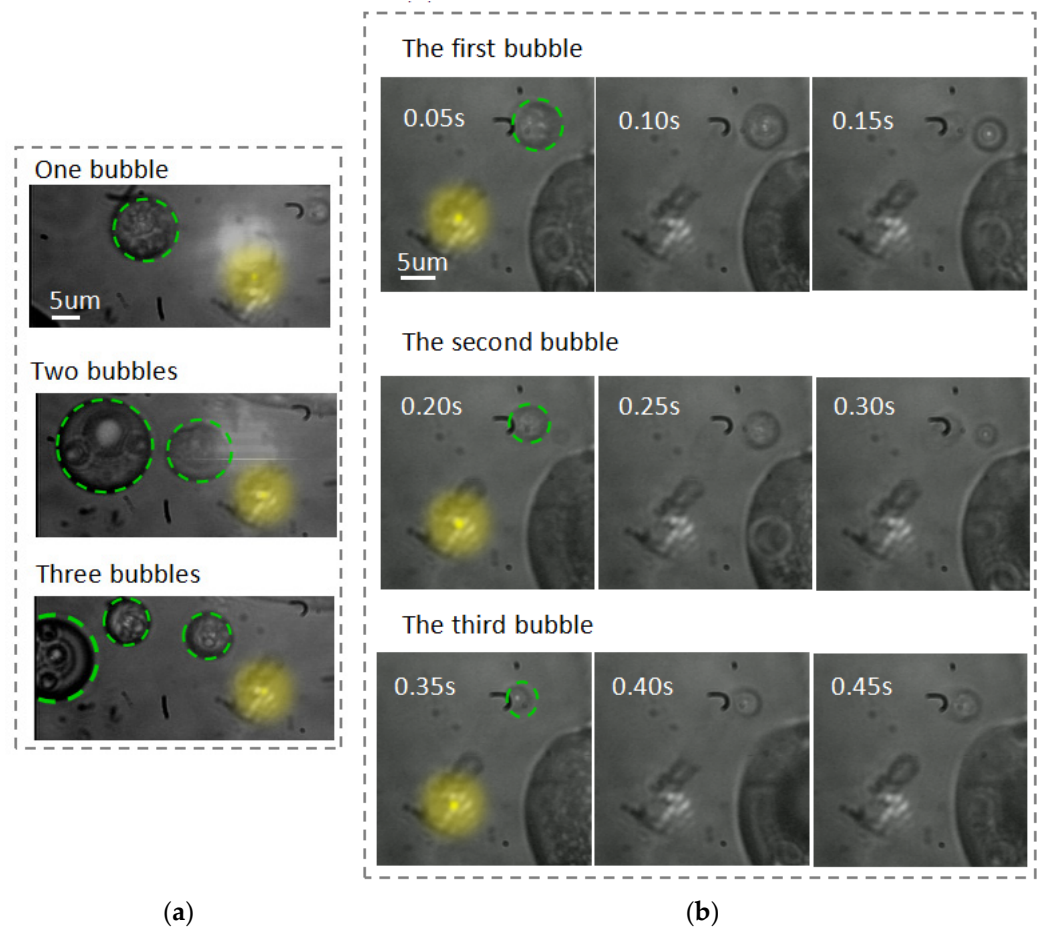 One bubble
5um
Two bubbles
Three bubbles
(a)
The first bubble
0.05s
0.10s
0.15s
5um
The second bubble
0.20s
0.25s
0.30s
The third bubble
0.35s
0.40s
0.45s
(b)